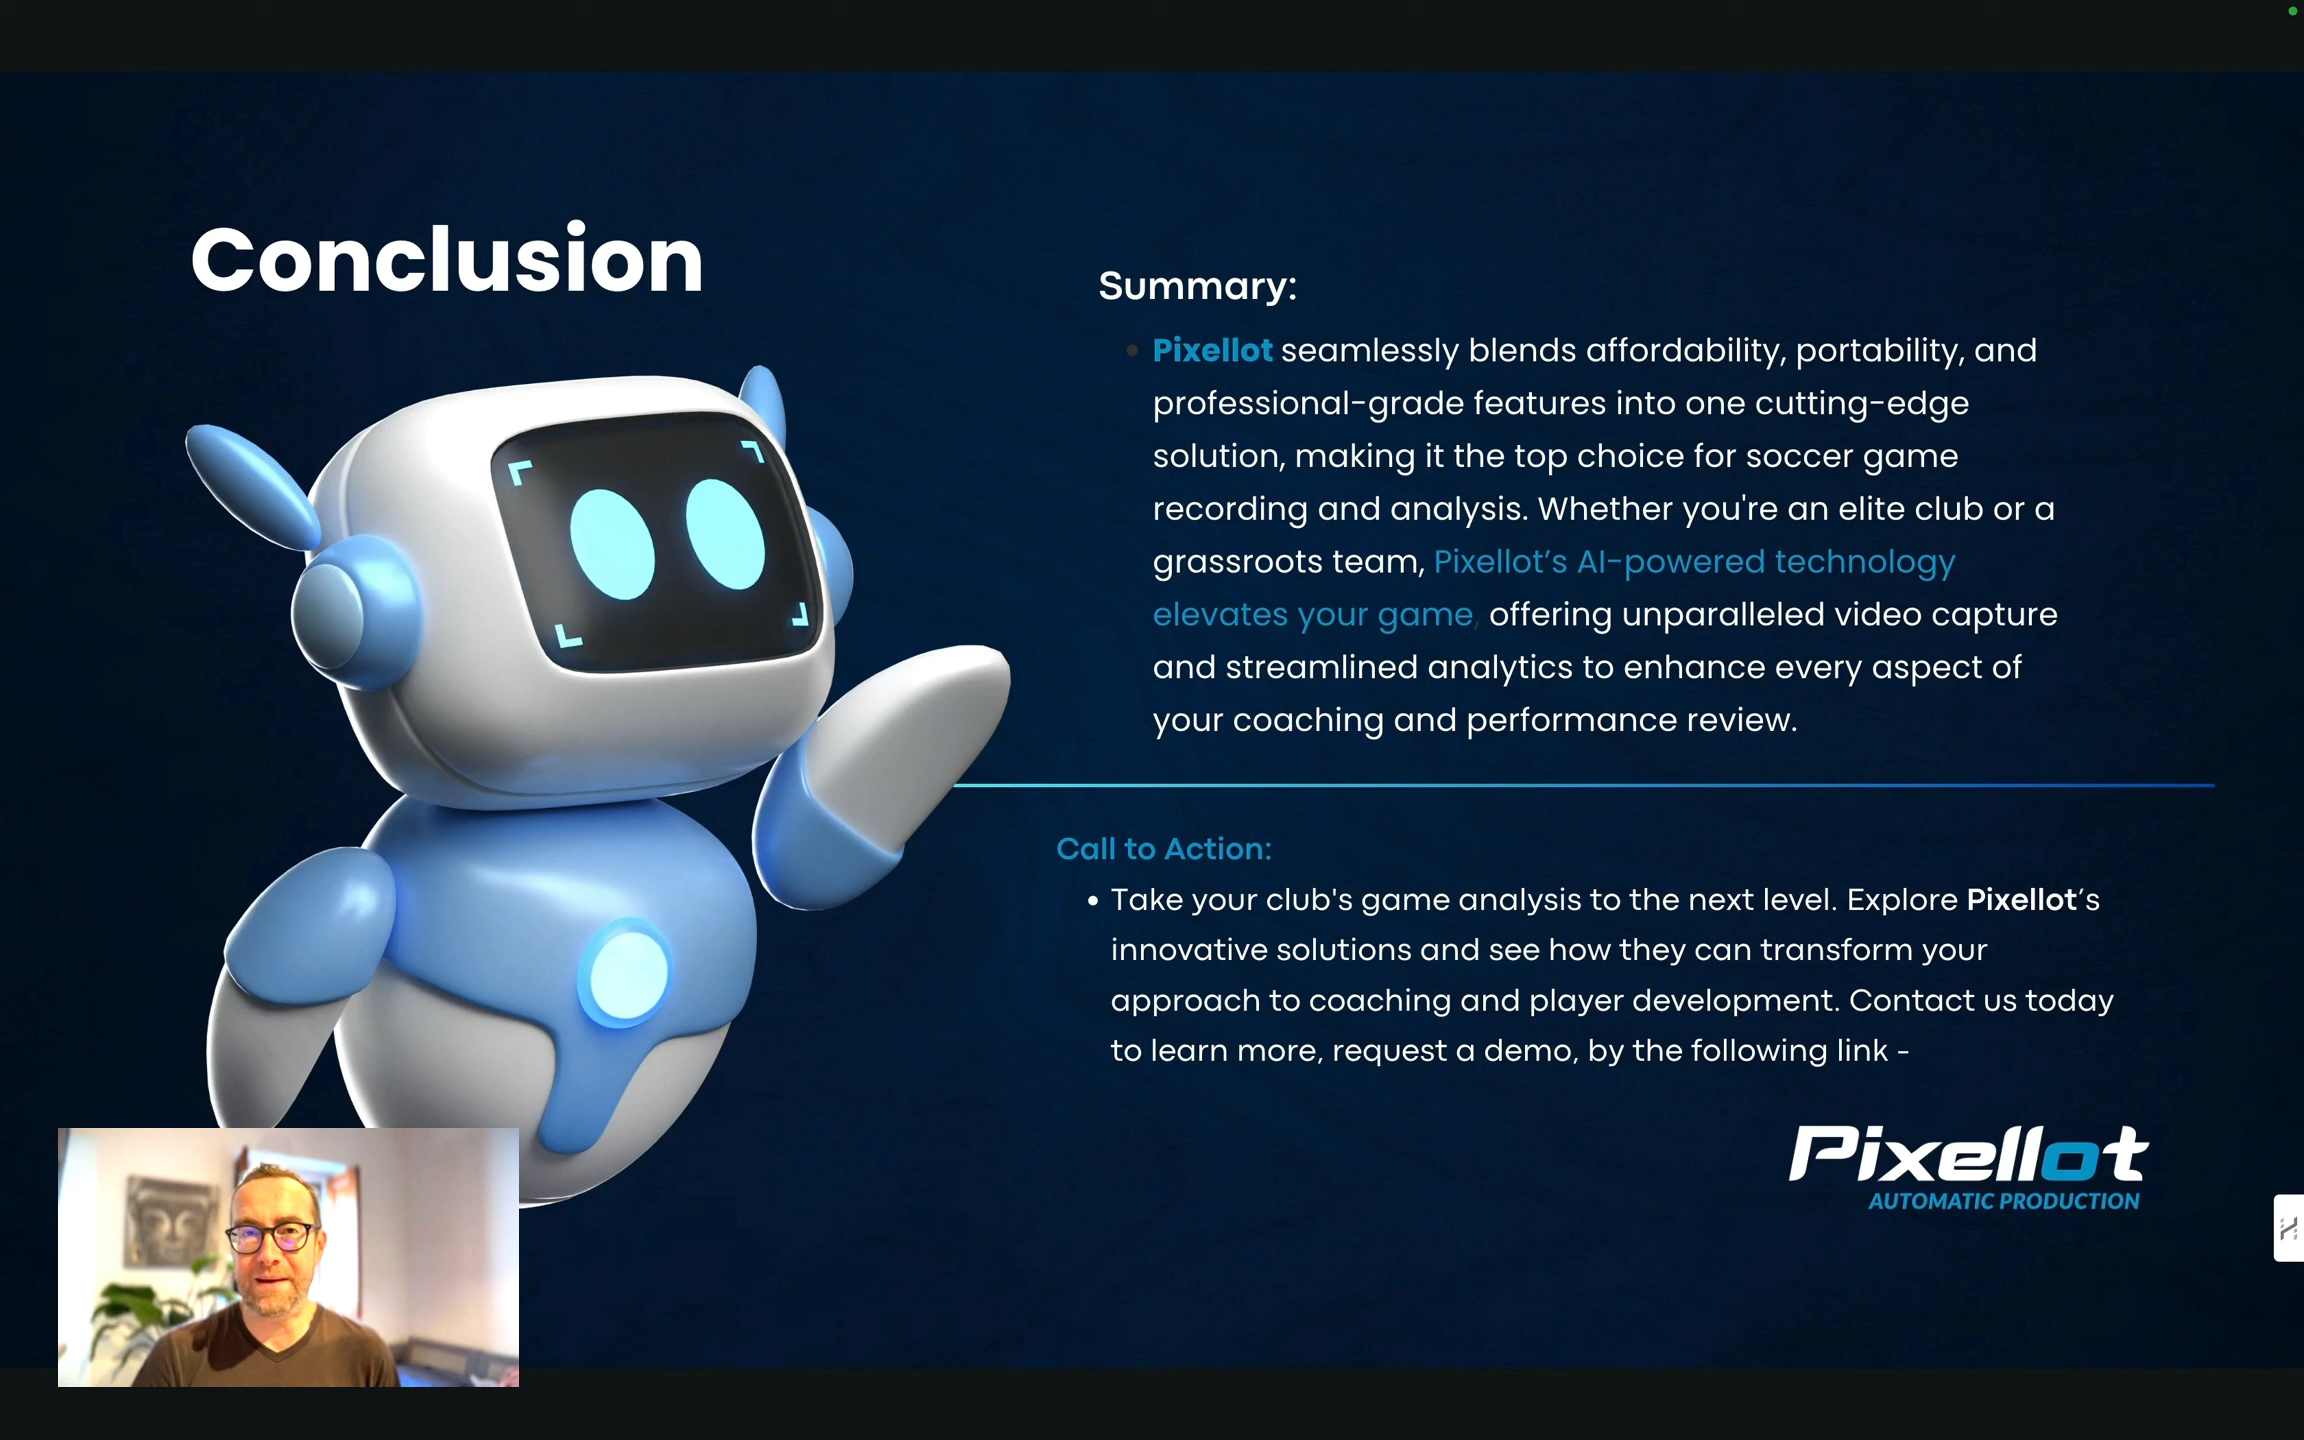 Conclusion
Summary:
Pixellot seamlessly blends affordability, portability, and
professional-grade features into one cutting-edge
solution, making it the top choice for soccer game
recording and analysis. Whether you're an elite club or a
grassroots team, Pixellot’s AI-powered technology
elevates your game, offering unparalleled video capture
and streamlined analytics to enhance every aspect of
your coaching and performance review.
Call to Action:
• Take your club's game analysis to the next level. Explore Pixellot’s
innovative solutions and see how they can transform your
approach to coaching and player development. Contact us today
to learn more, request a demo, by the following link -
Pixellot
AUTOMATIC PRODUCTION